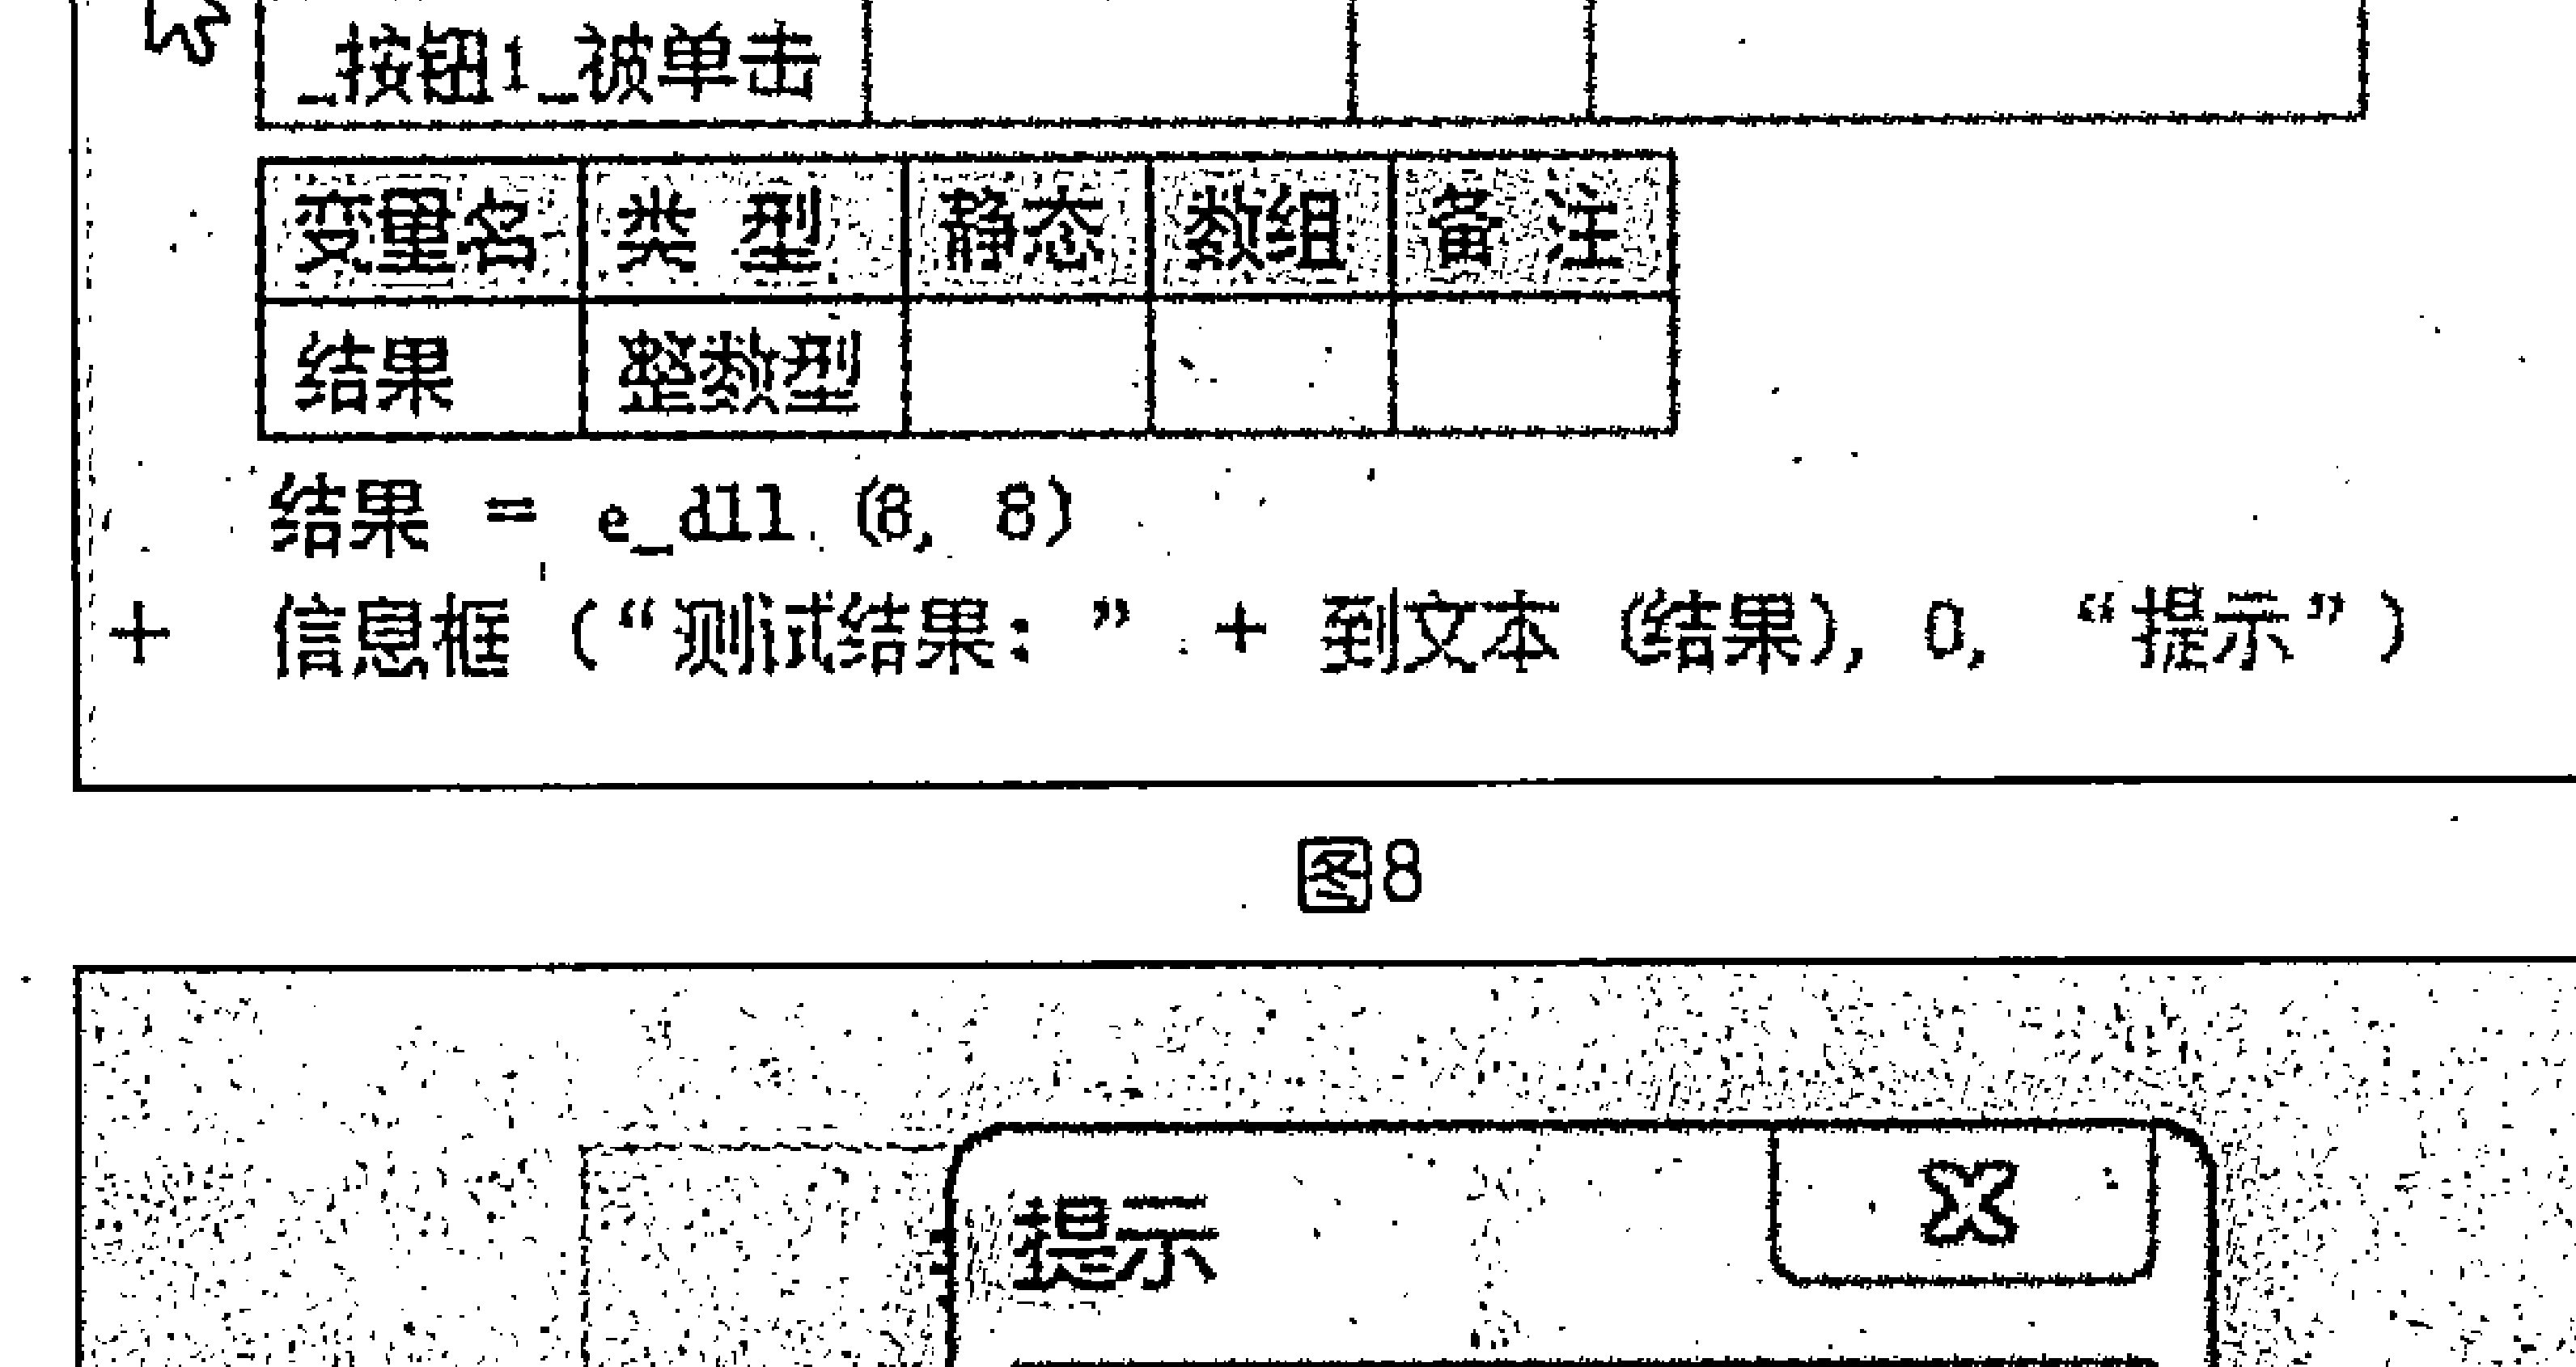 _按钮1_被单击
变量名 类 型 静态 数组 备 注
结果 整数型
结果 = e_dll (8, 8)
+ 信息框 (“测试结果：” + 到文本 (结果), 0, “提示”)
图8
提示